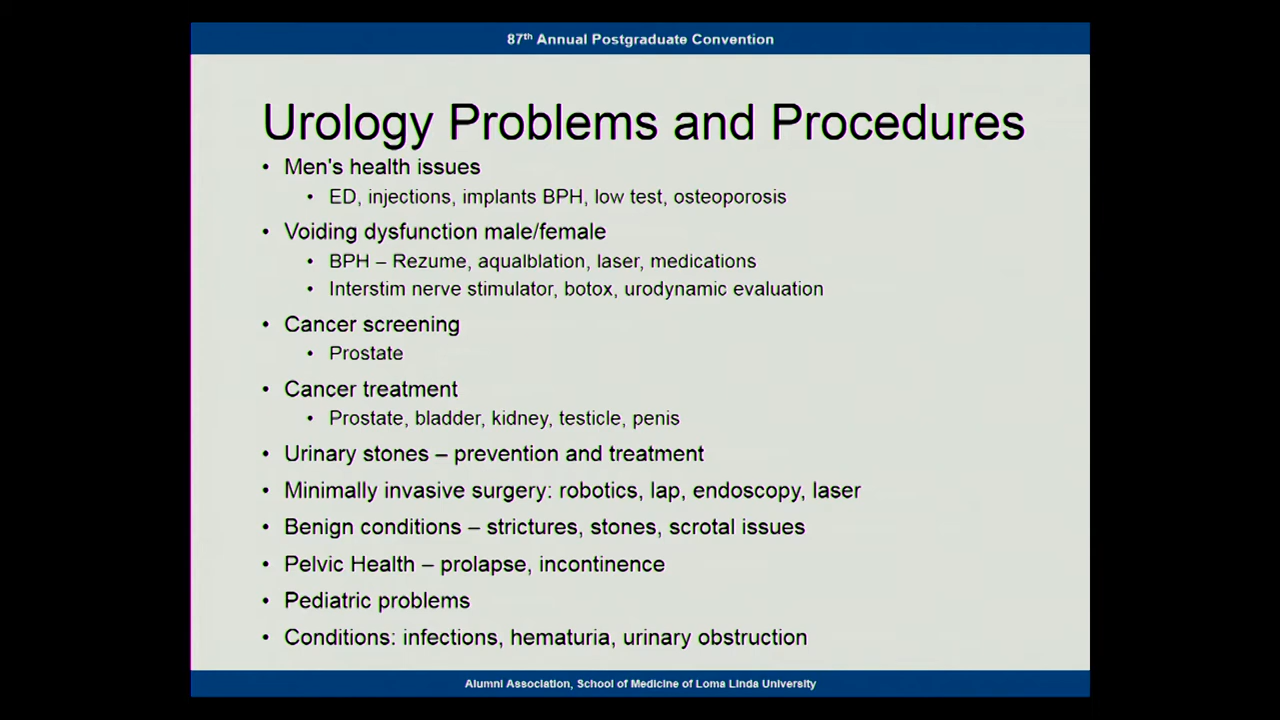 87th Annual Postgraduate Convention
Urology Problems and Procedures
• Men's health issues
• ED, injections, implants BPH, low test, osteoporosis
• Voiding dysfunction male/female
• BPH – Rezume, aqualblation, laser, medications
• Interstim nerve stimulator, botox, urodynamic evaluation
• Cancer screening
• Prostate
• Cancer treatment
• Prostate, bladder, kidney, testicle, penis
• Urinary stones – prevention and treatment
• Minimally invasive surgery: robotics, lap, endoscopy, laser
• Benign conditions – strictures, stones, scrotal issues
• Pelvic Health – prolapse, incontinence
• Pediatric problems
• Conditions: infections, hematuria, urinary obstruction
Alumni Association, School of Medicine of Loma Linda University